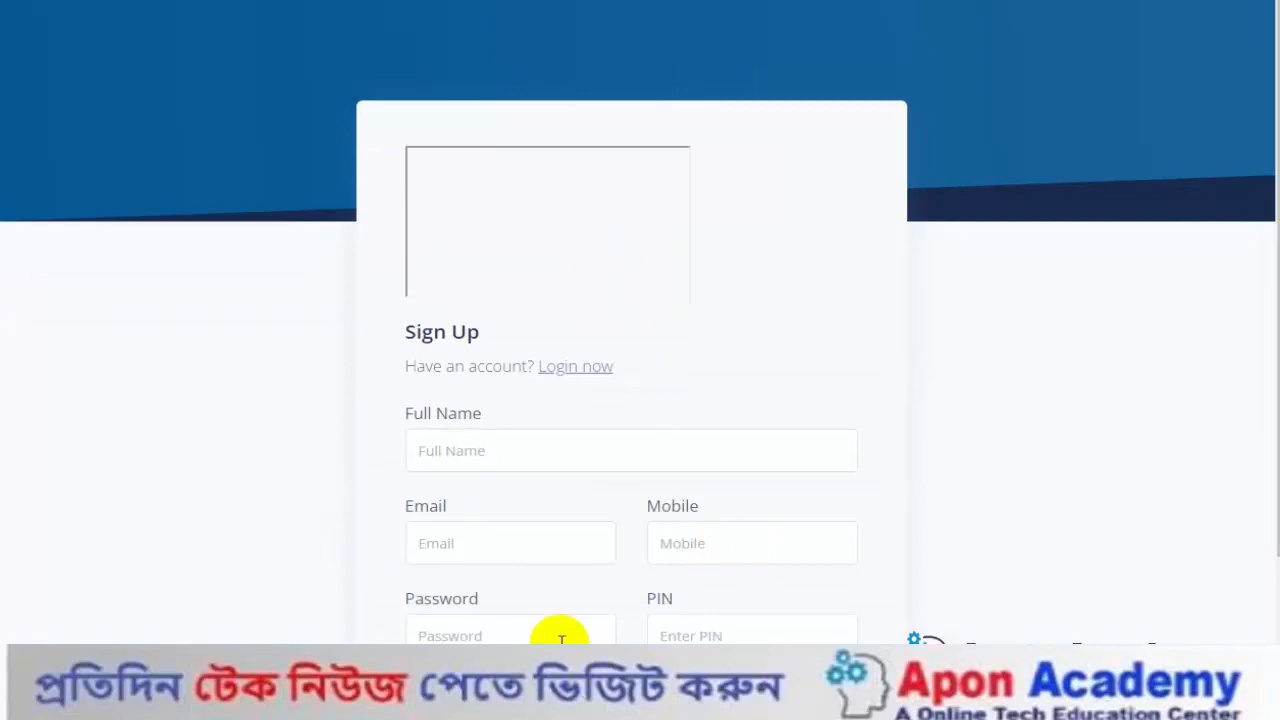 Sign Up
Have an account? Login now
Full Name
Full Name
Email
Mobile
Email
Mobile
Password
PIN
Password
Enter PIN
প্রতিদিন টেক নিউজ পেতে ভিজিট করুন
Apon Academy
A Online Tech Education Center